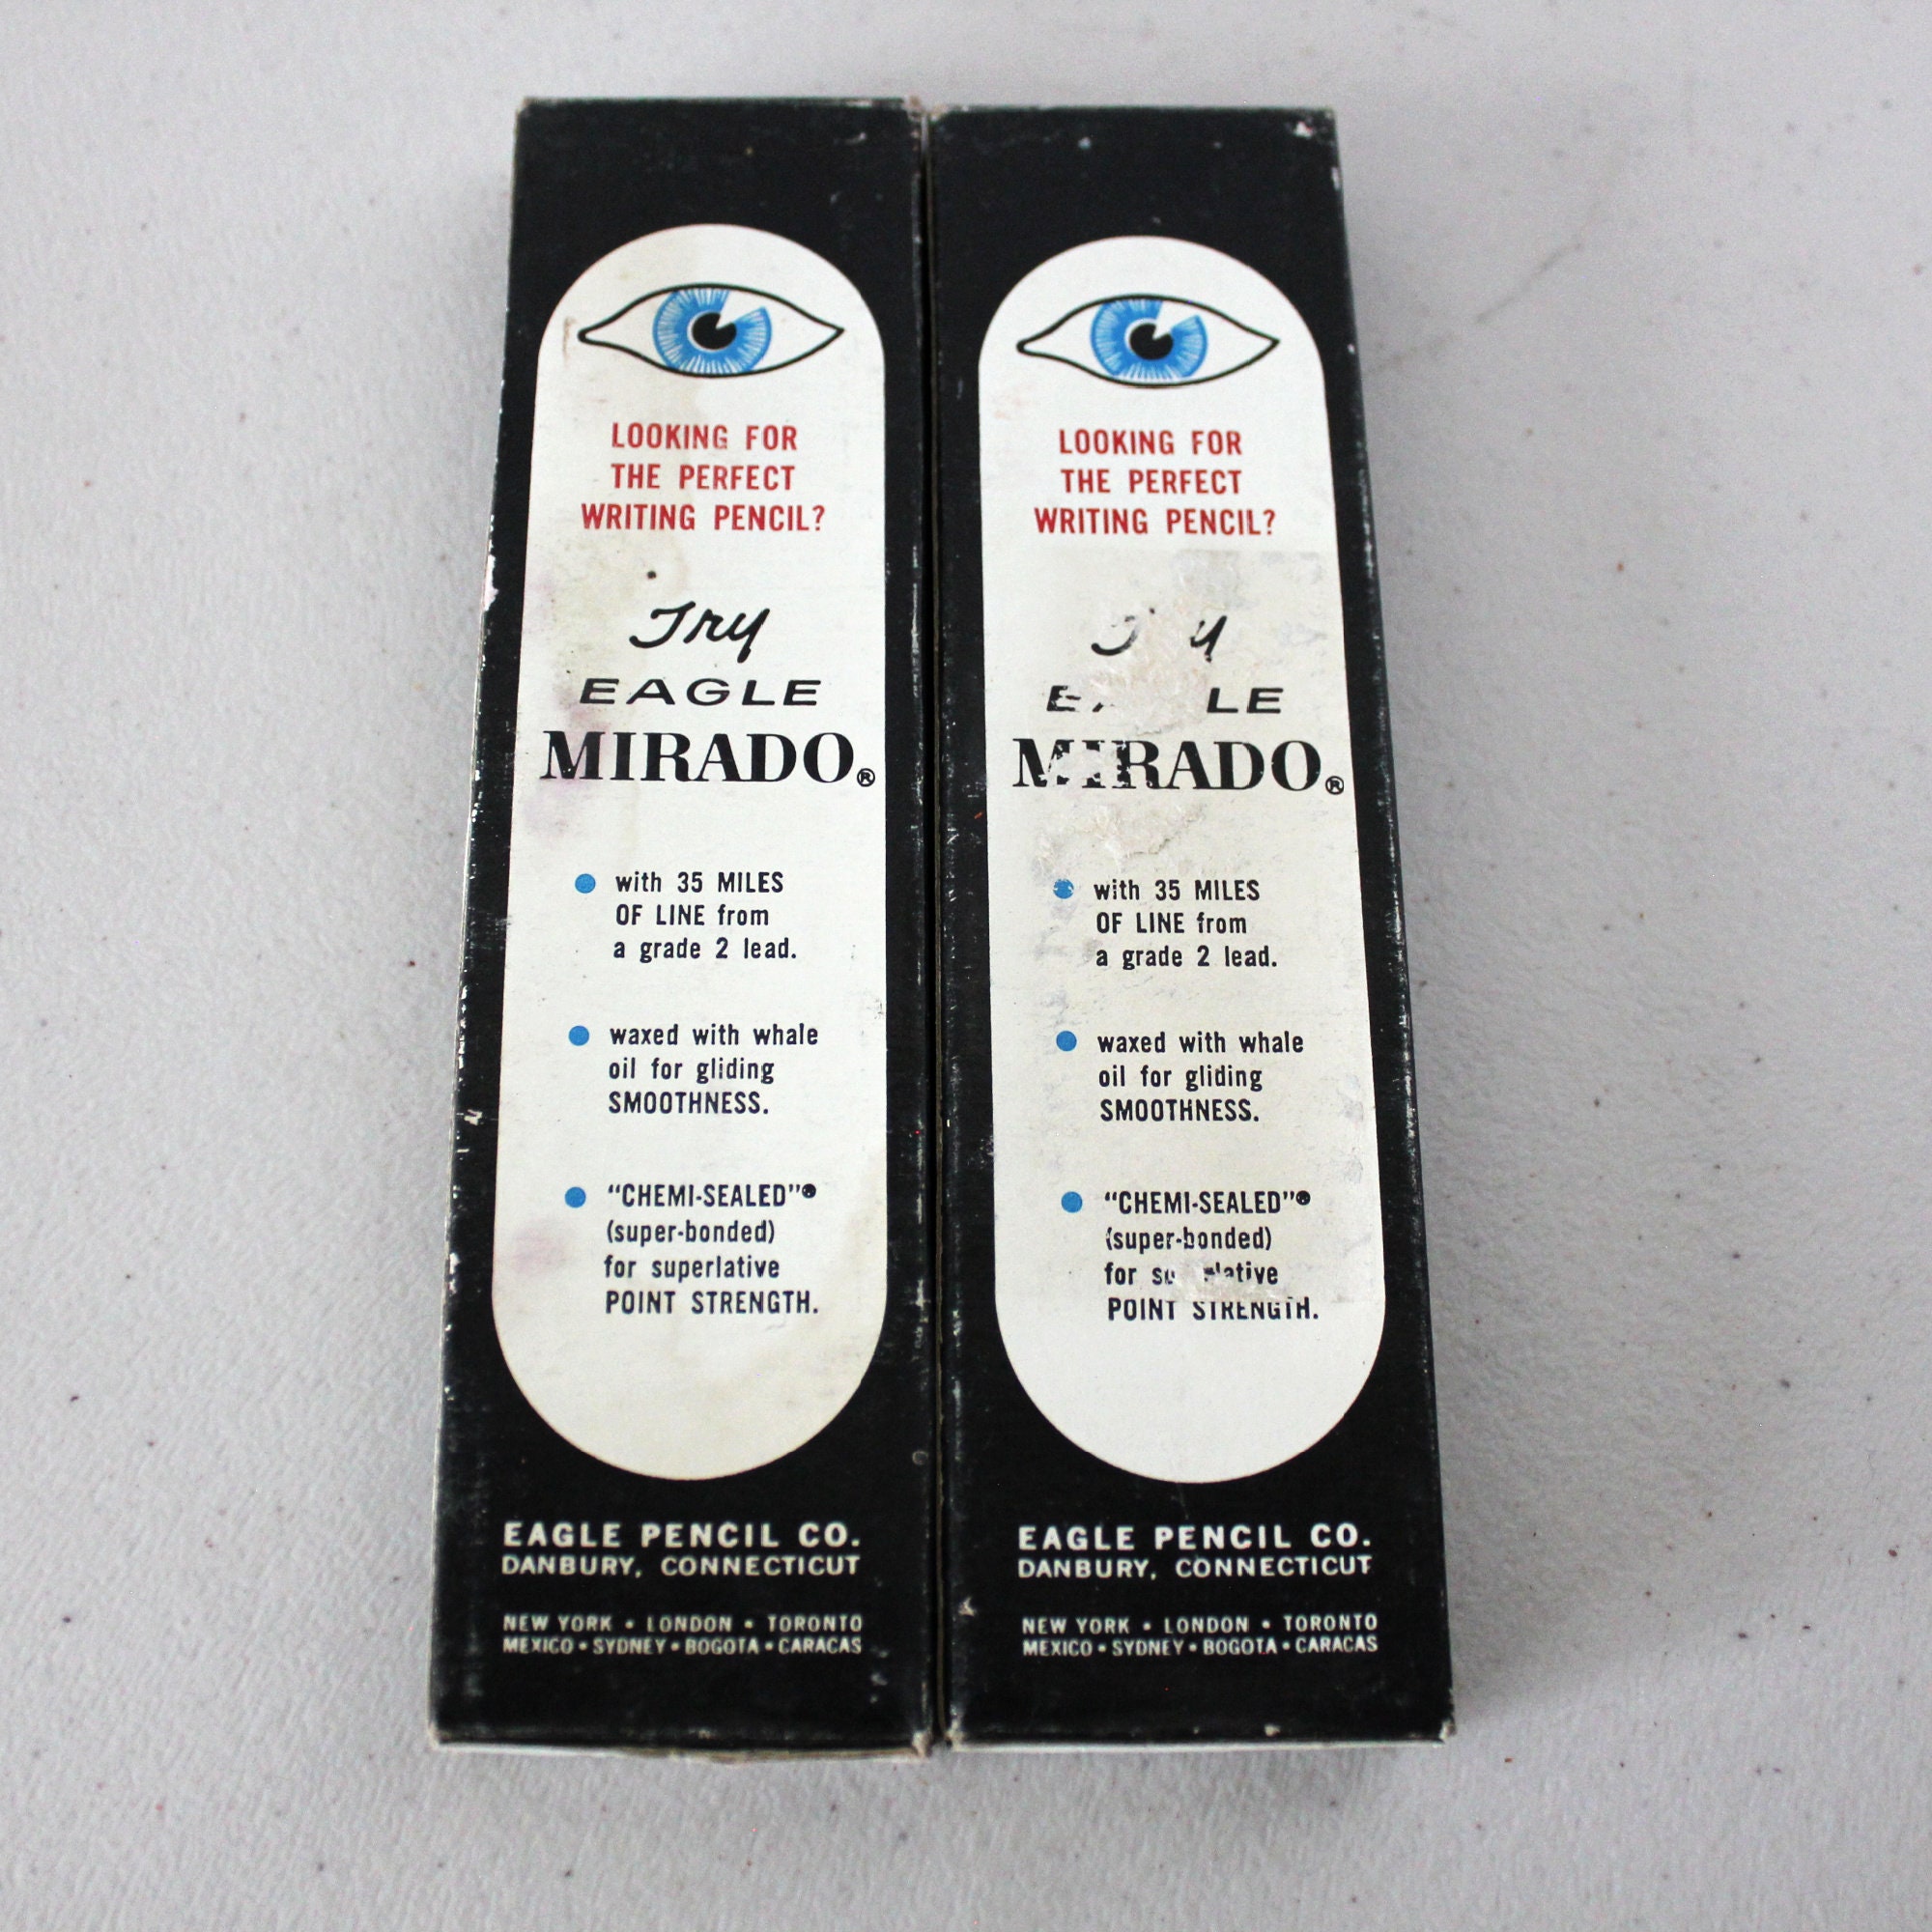 LOOKING FOR
THE PERFECT
WRITING PENCIL?
Try
EAGLE
MIRADO®
with 35 MILES
OF LINE from
a grade 2 lead.
waxed with whale
oil for gliding
SMOOTHNESS.
"CHEMI-SEALED"®
(super-bonded)
for superlative
POINT STRENGTH.
EAGLE PENCIL CO.
DANBURY, CONNECTICUT
NEW YORK • LONDON • TORONTO
MEXICO • SYDNEY • BOGOTA • CARACAS
LOOKING FOR
THE PERFECT
WRITING PENCIL?
MIRADO®
with 35 MILES
OF LINE from
a grade 2 lead.
waxed with whale
oil for gliding
SMOOTHNESS.
"CHEMI-SEALED"®
(super-bonded)
for
POINT STRENGTH.
EAGLE PENCIL CO.
DANBURY, CONNECTICUT
NEW YORK • LONDON • TORONTO
MEXICO • SYDNEY • BOGOTA • CARACAS